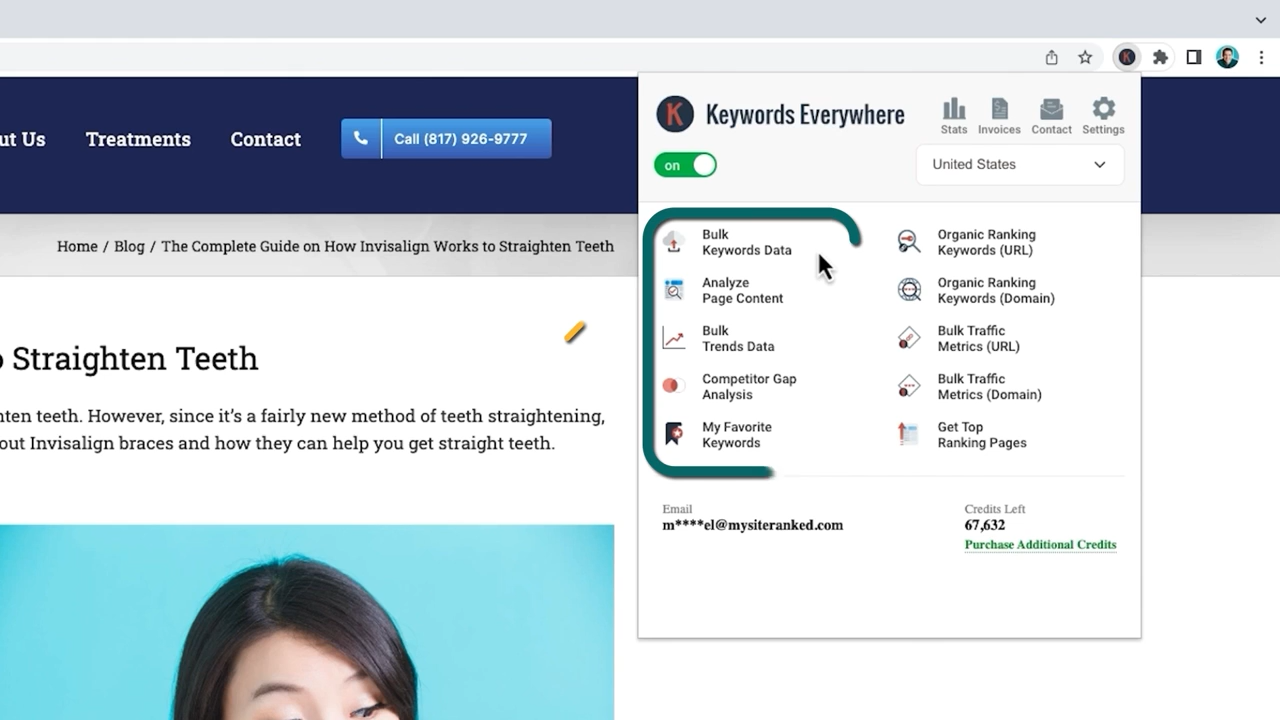 ut Us
Treatments
Contact
Call (817) 926-9777
Home / Blog / The Complete Guide on How Invisalign Works to Straighten Teeth
Straighten Teeth
nten teeth. However, since it's a fairly new method of teeth straightening,
out Invisalign braces and how they can help you get straight teeth.
K
K
Keywords Everywhere
Stats
Invoices
Contact
Settings
on
United States
Bulk
Keywords Data
Analyze
Page Content
Bulk
Trends Data
Competitor Gap
Analysis
My Favorite
Keywords
Organic Ranking
Keywords (URL)
Organic Ranking
Keywords (Domain)
Bulk Traffic
Metrics (URL)
Bulk Traffic
Metrics (Domain)
Get Top
Ranking Pages
Email
m****el@mysiteranked.com
Credits Left
67,632
Purchase Additional Credits